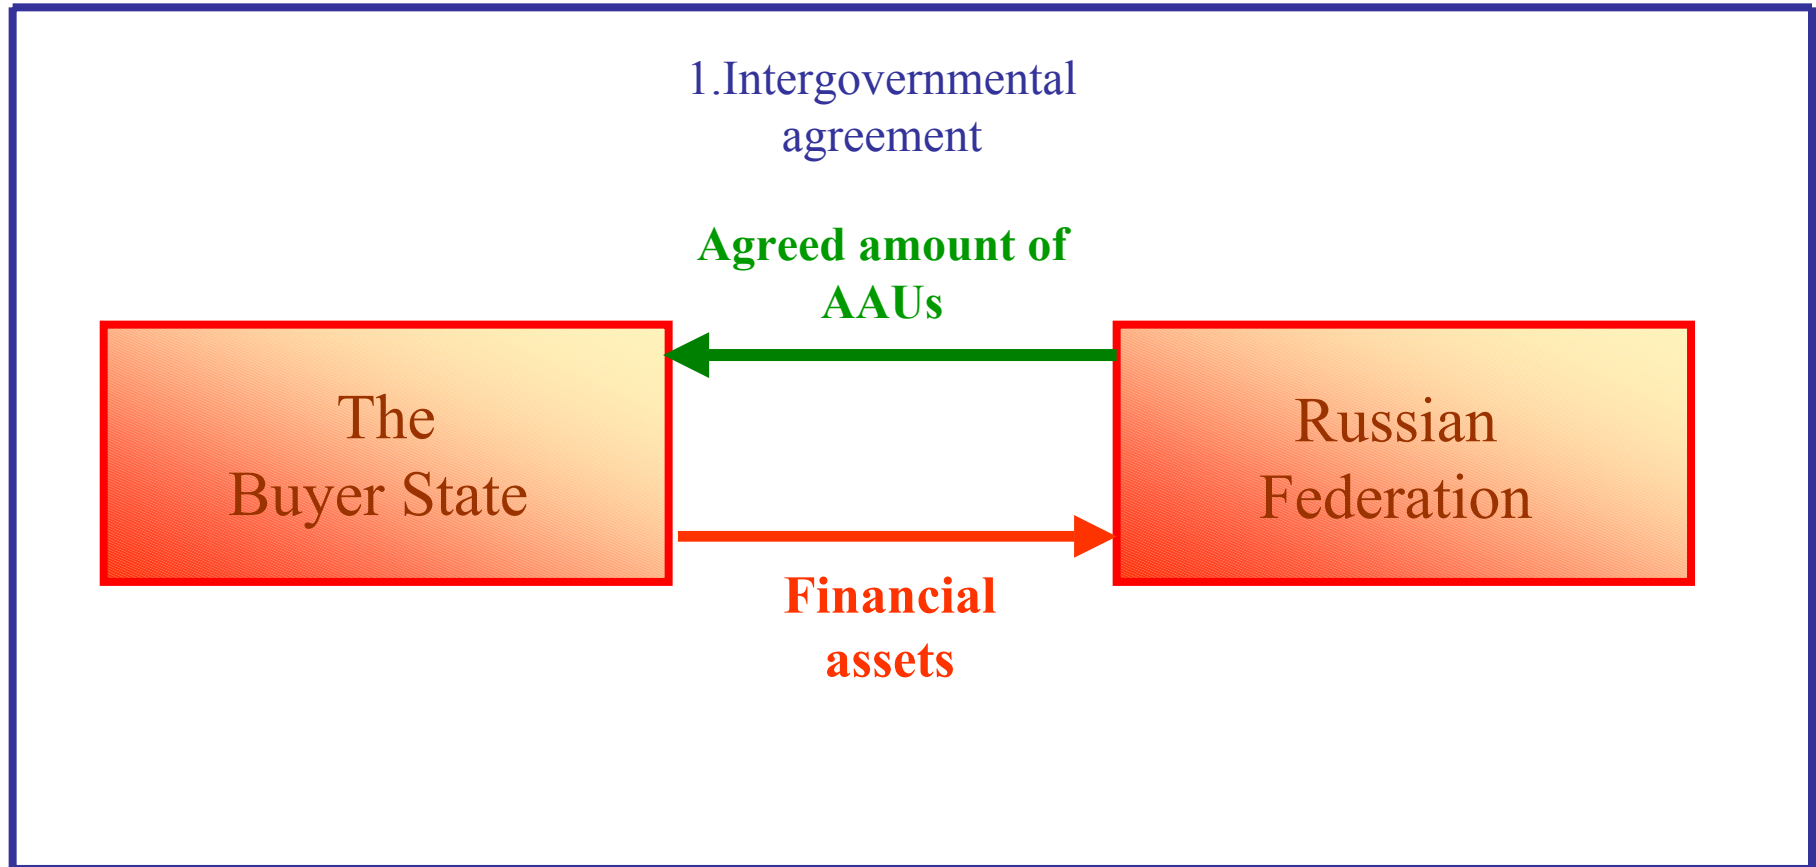 1.Intergovernmental
agreement
Agreed amount of
AAUs
The
Buyer State
Russian
Federation
Financial
assets